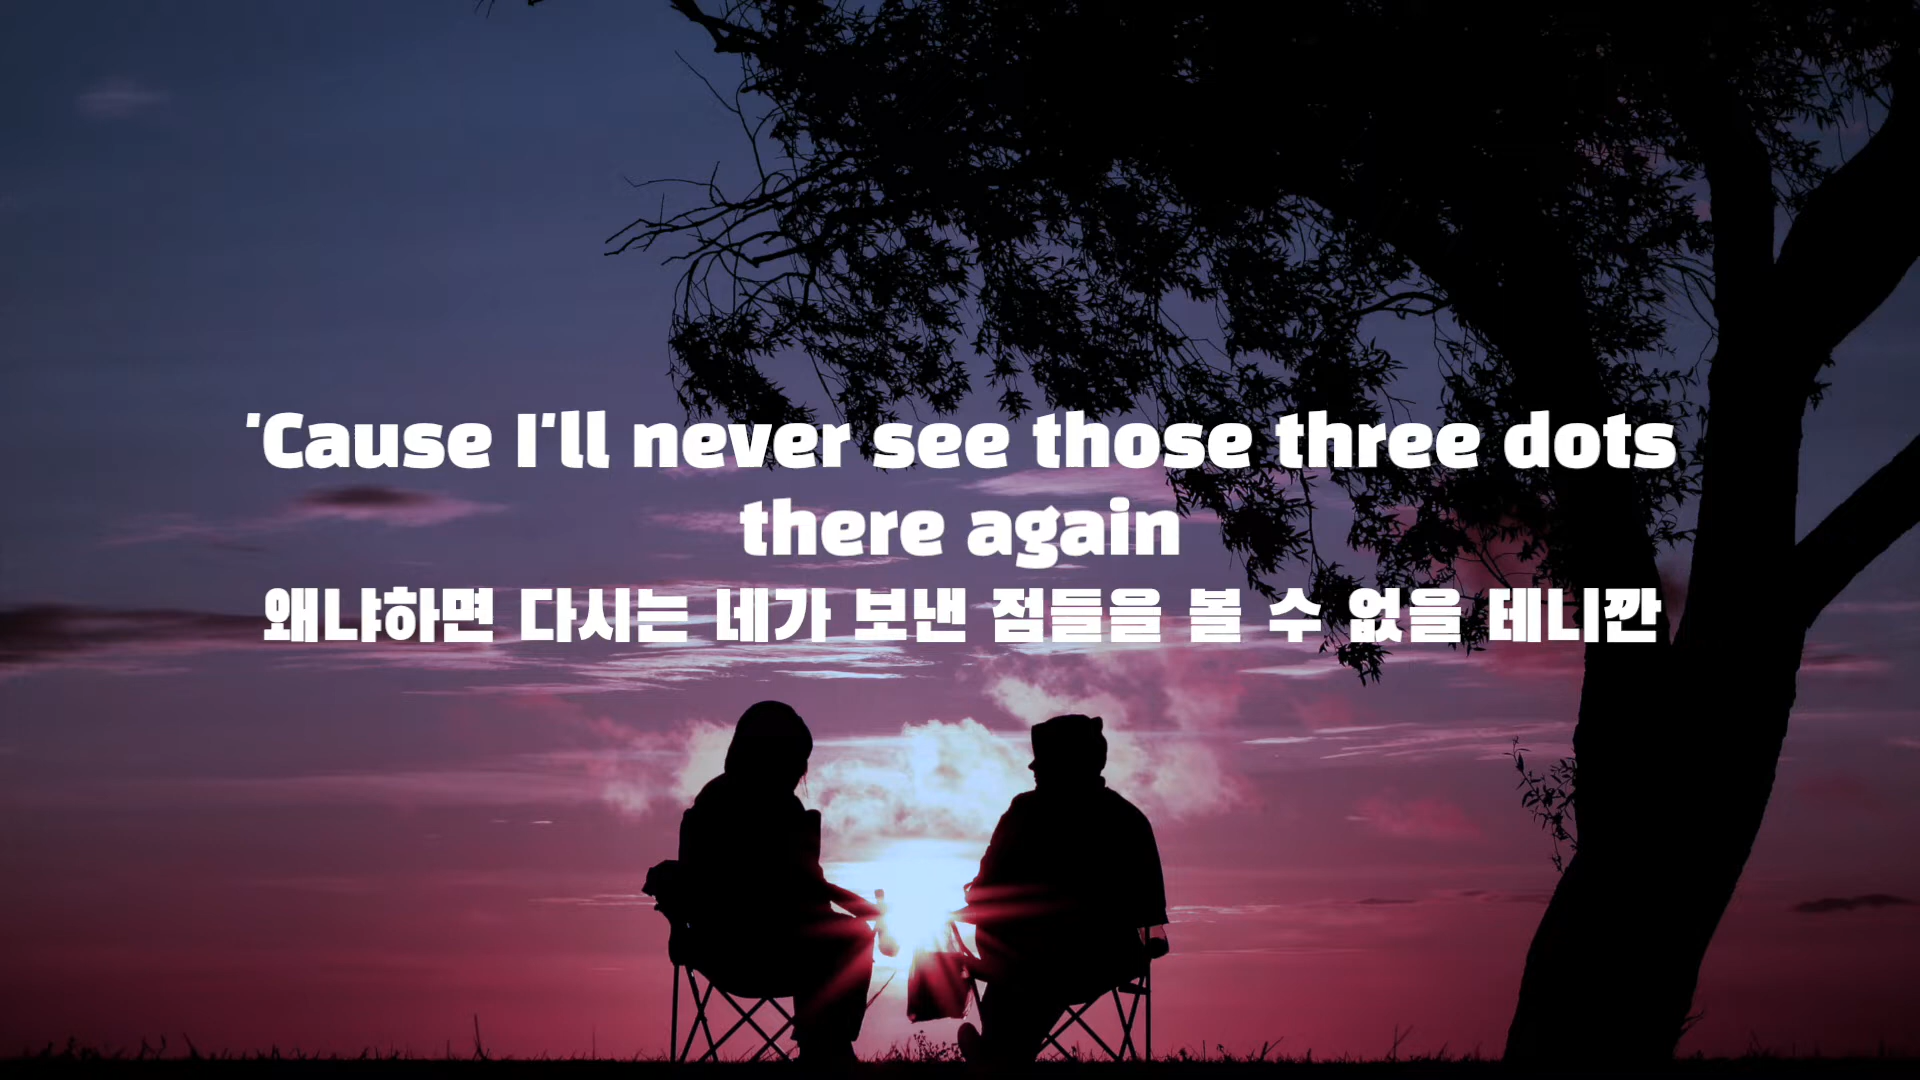 'Cause I'll never see those three dots
there again
왜냐하면 다시는 네가 보낸 점들을 볼 수 없을 테니깐